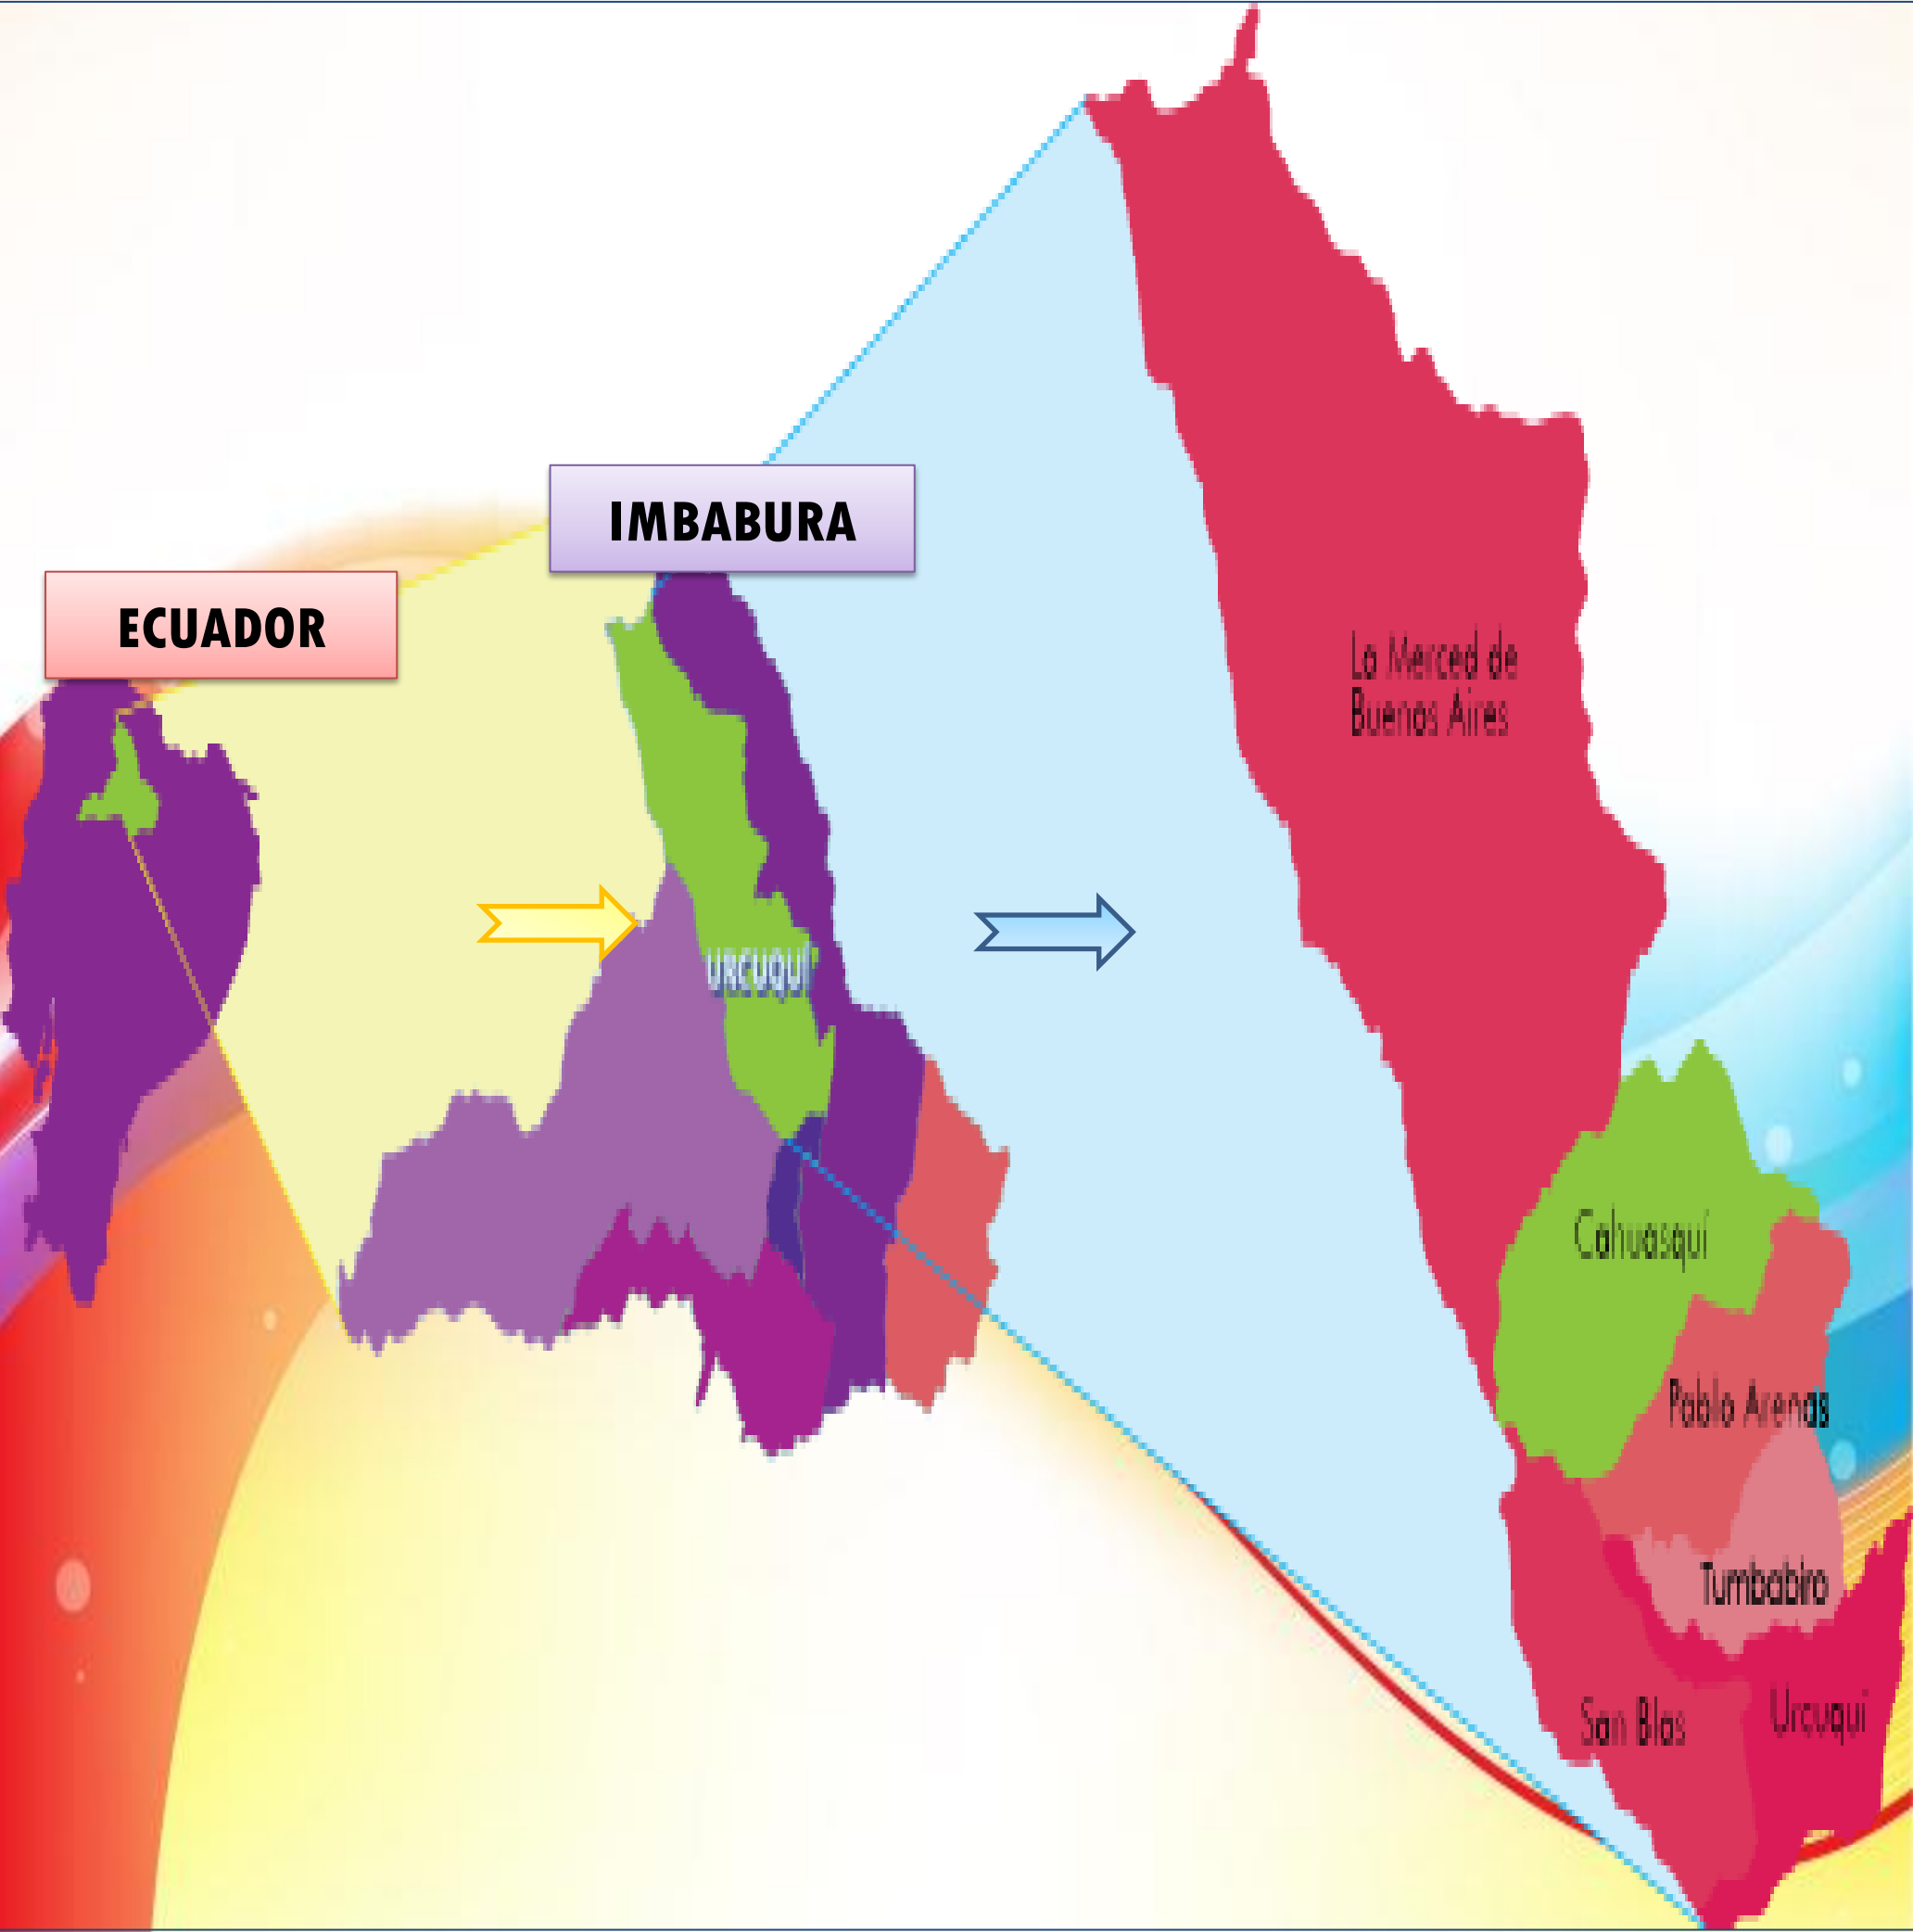 IMBABURA
ECUADOR
La Merced de
Buenos Aires
urcuquí
Cahuasquí
Pablo Arenas
Tumbabiro
San Blas
Urcuquí